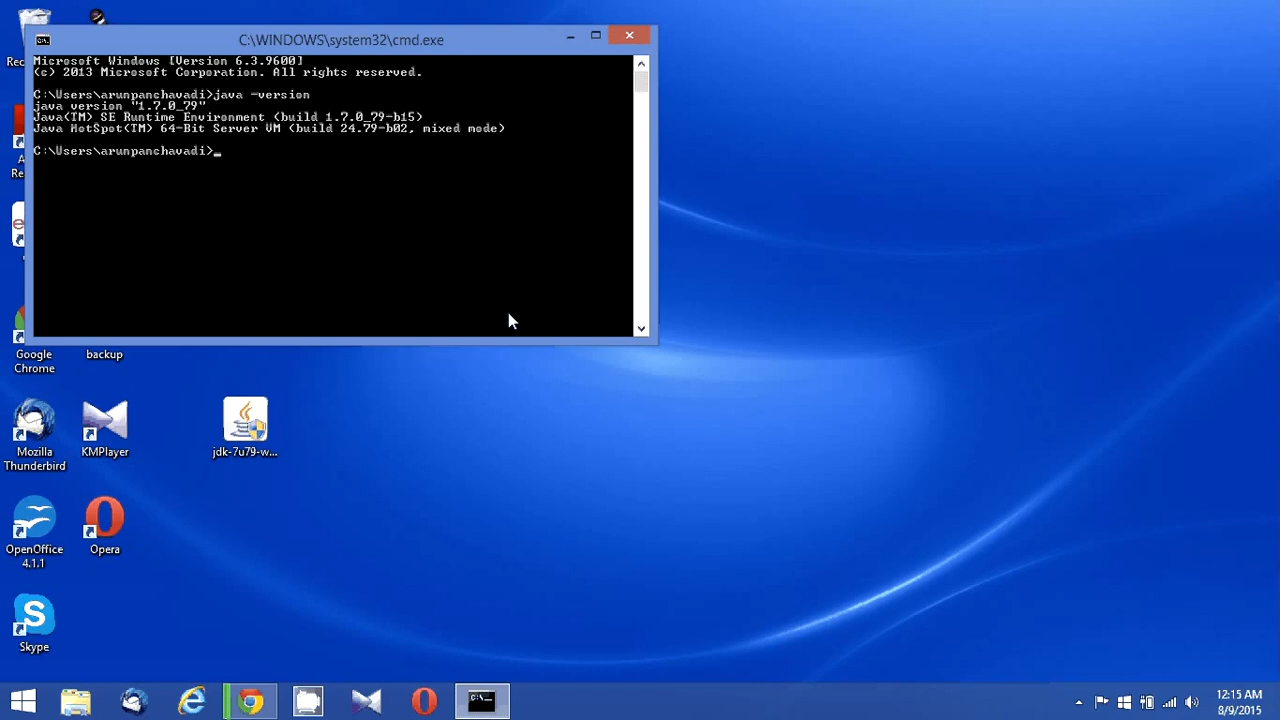 C:\WINDOWS\system32\cmd.exe
Microsoft Windows [Version 6.3.9600]
(c) 2013 Microsoft Corporation. All rights reserved.
C:\Users\arunpanchavadi>java -version
java version "1.7.0_79"
Java(TM) SE Runtime Environment (build 1.7.0_79-b15)
Java HotSpot(TM) 64-Bit Server VM (build 24.79-b02, mixed mode)
C:\Users\arunpanchavadi>_
Google
Chrome
backup
Mozilla
Thunderbird
KMPlayer
jdk-7u79-w...
OpenOffice
4.1.1
Opera
Skype
12:15 AM
8/9/2015